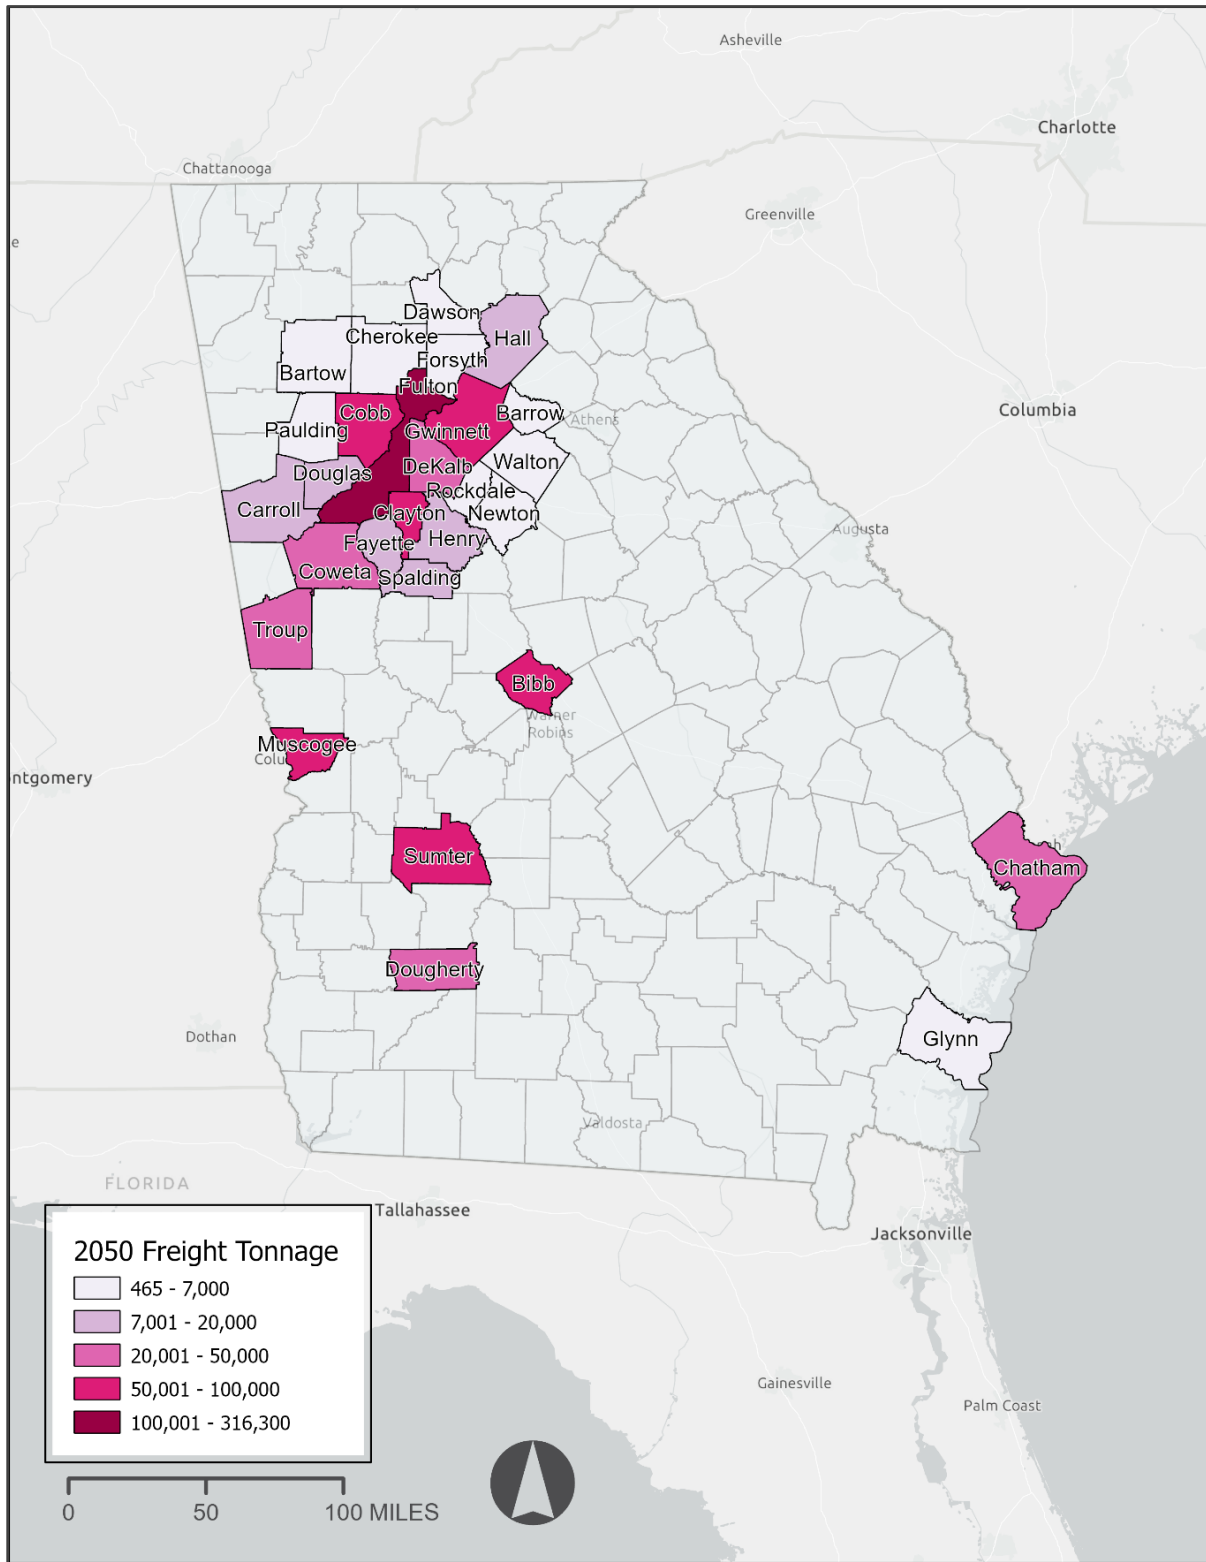 Asheville
Charlotte
Chattanooga
Greenville
e
Dawson
Cherokee
Hall
Forsyth
Bartow
Fulton
Columbia
Cobb
Barrow
Athens
Paulding
Gwinnett
Walton
Douglas
DeKalb
Rockdale
Carroll
Clayton
Newton
Augusta
Fayette
Henry
Coweta
Spalding
Troup
Bibb
Warner
Robins
Muscogee
Colu
ontgomery
Sumter
ah
Chatham
Dougherty
Dothan
Glynn
Valdosta
FLORIDA
Tallahassee
Jacksonville
2050 Freight Tonnage
465 - 7,000
7,001 - 20,000
20,001 - 50,000
50,001 - 100,000
100,001 - 316,300
Gainesville
Palm Coast
0 50 100 MILES